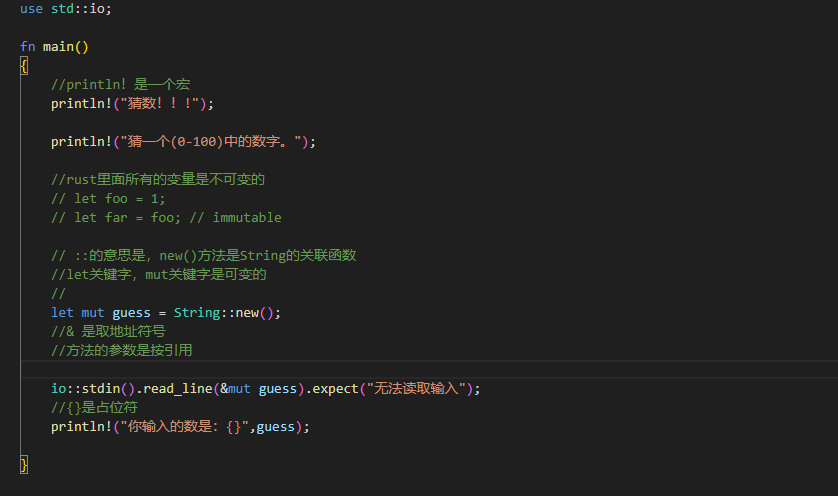 use std::io;
fn main()
{
//println! 是一个宏
println!("猜数！！！");
println!("猜一个(0-100)中的数字。");
//rust里面所有的变量是不可变的
// let foo = 1;
// let far = foo; // immutable
// ::的意思是，new()方法是String的关联函数
//let关键字，mut关键字是可变的
//
let mut guess = String::new();
//& 是取地址符号
//方法的参数是按引用
io::stdin().read_line(&mut guess).expect("无法读取输入");
//{}是占位符
println!("你输入的数是：{}",guess);
}